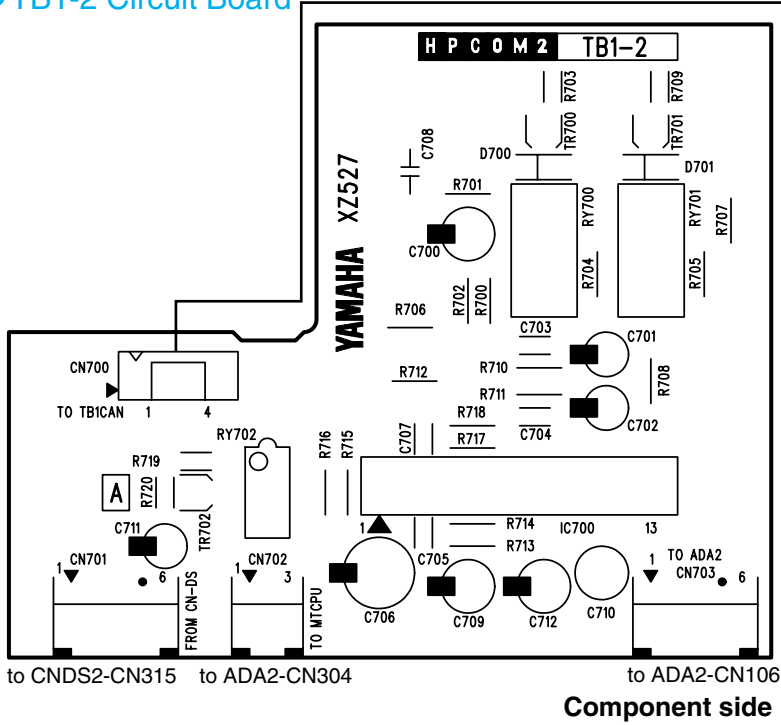 TB1-2 Circuit Board
HPCOM2 TB1-2
R703
R709
TR700
TR701
C708
D700
D701
R701
RY700
RY701
R707
XZ527
YAMAHA
C700
R704
R705
R702
R700
R706
C703
C701
R710
R708
R712
R711
C702
C704
CN700
TO TB1CAN
1 4
R718
R717
C707
RY702
R716
R715
R719
R720
A
TR702
C711
1
IC700
13
R714
R713
C705
CN701
1 6
FROM CN-DS
CN702
1 3
TO MTCPU
C706
C709
C712
C710
TO ADA2
CN703
1 6
to CNDS2-CN315
to ADA2-CN304
to ADA2-CN106
Component side